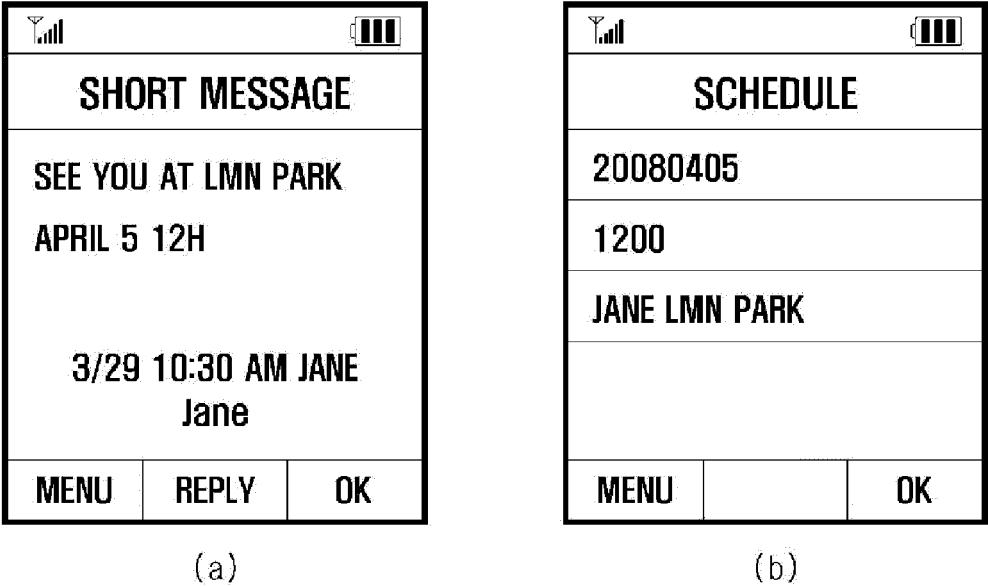 SHORT MESSAGE
SEE YOU AT LMN PARK
APRIL 5 12H
3/29 10:30 AM JANE
Jane
MENU REPLY OK
(a)
SCHEDULE
20080405
1200
JANE LMN PARK
MENU OK
(b)